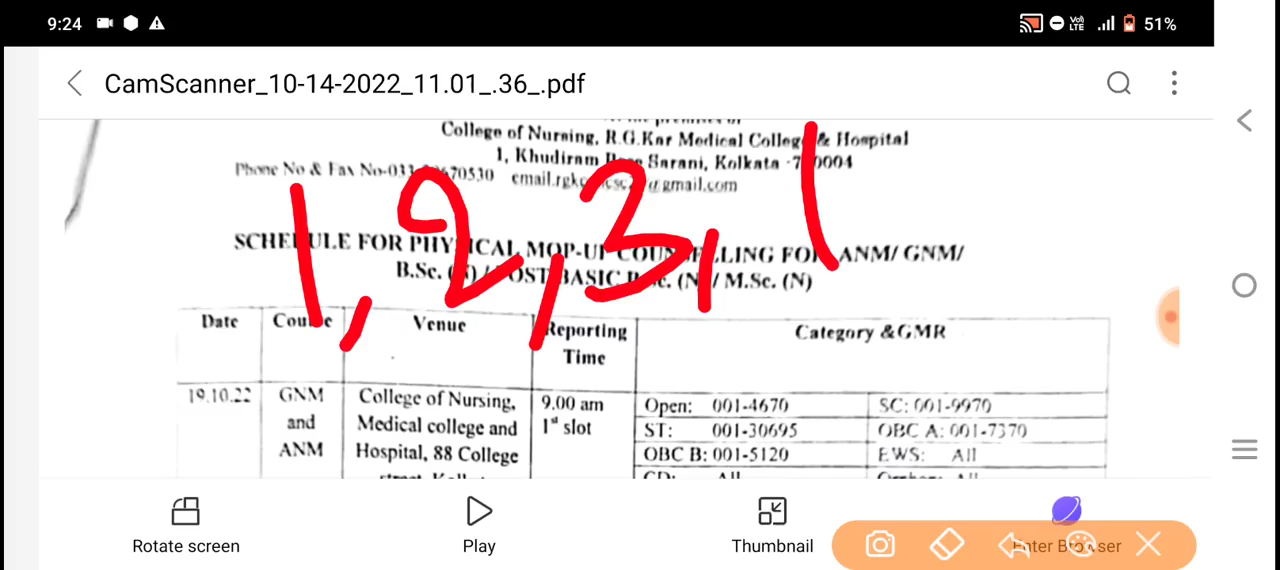 9:24 51%
CamScanner_10-14-2022_11.01_.36_.pdf
College of Nursing, R.G.Kar Medical College & Hospital
1, Khudiram Sarani, Kolkata
Phone No & Fax No-033 670530 email.rgk @gmail.com
1, 2, 3, 1
SCHEDULE FOR PHYSICAL MOP-UP COUNSELLING FOR ANM/ GNM/
B.Sc. (N) / POST BASIC B.Sc. (N) / M.Sc. (N)
Date Course Venue Reporting Time Category &GMR
19.10.22 GNM and ANM College of Nursing, Medical college and Hospital, 88 College 9.00 am 1st slot
Open: 001-4670 SC: 001-9970
ST: 001-30695 OBC A: 001-7370
OBC B: 001-5120 EWS: All
Rotate screen Play Thumbnail Enter Browser